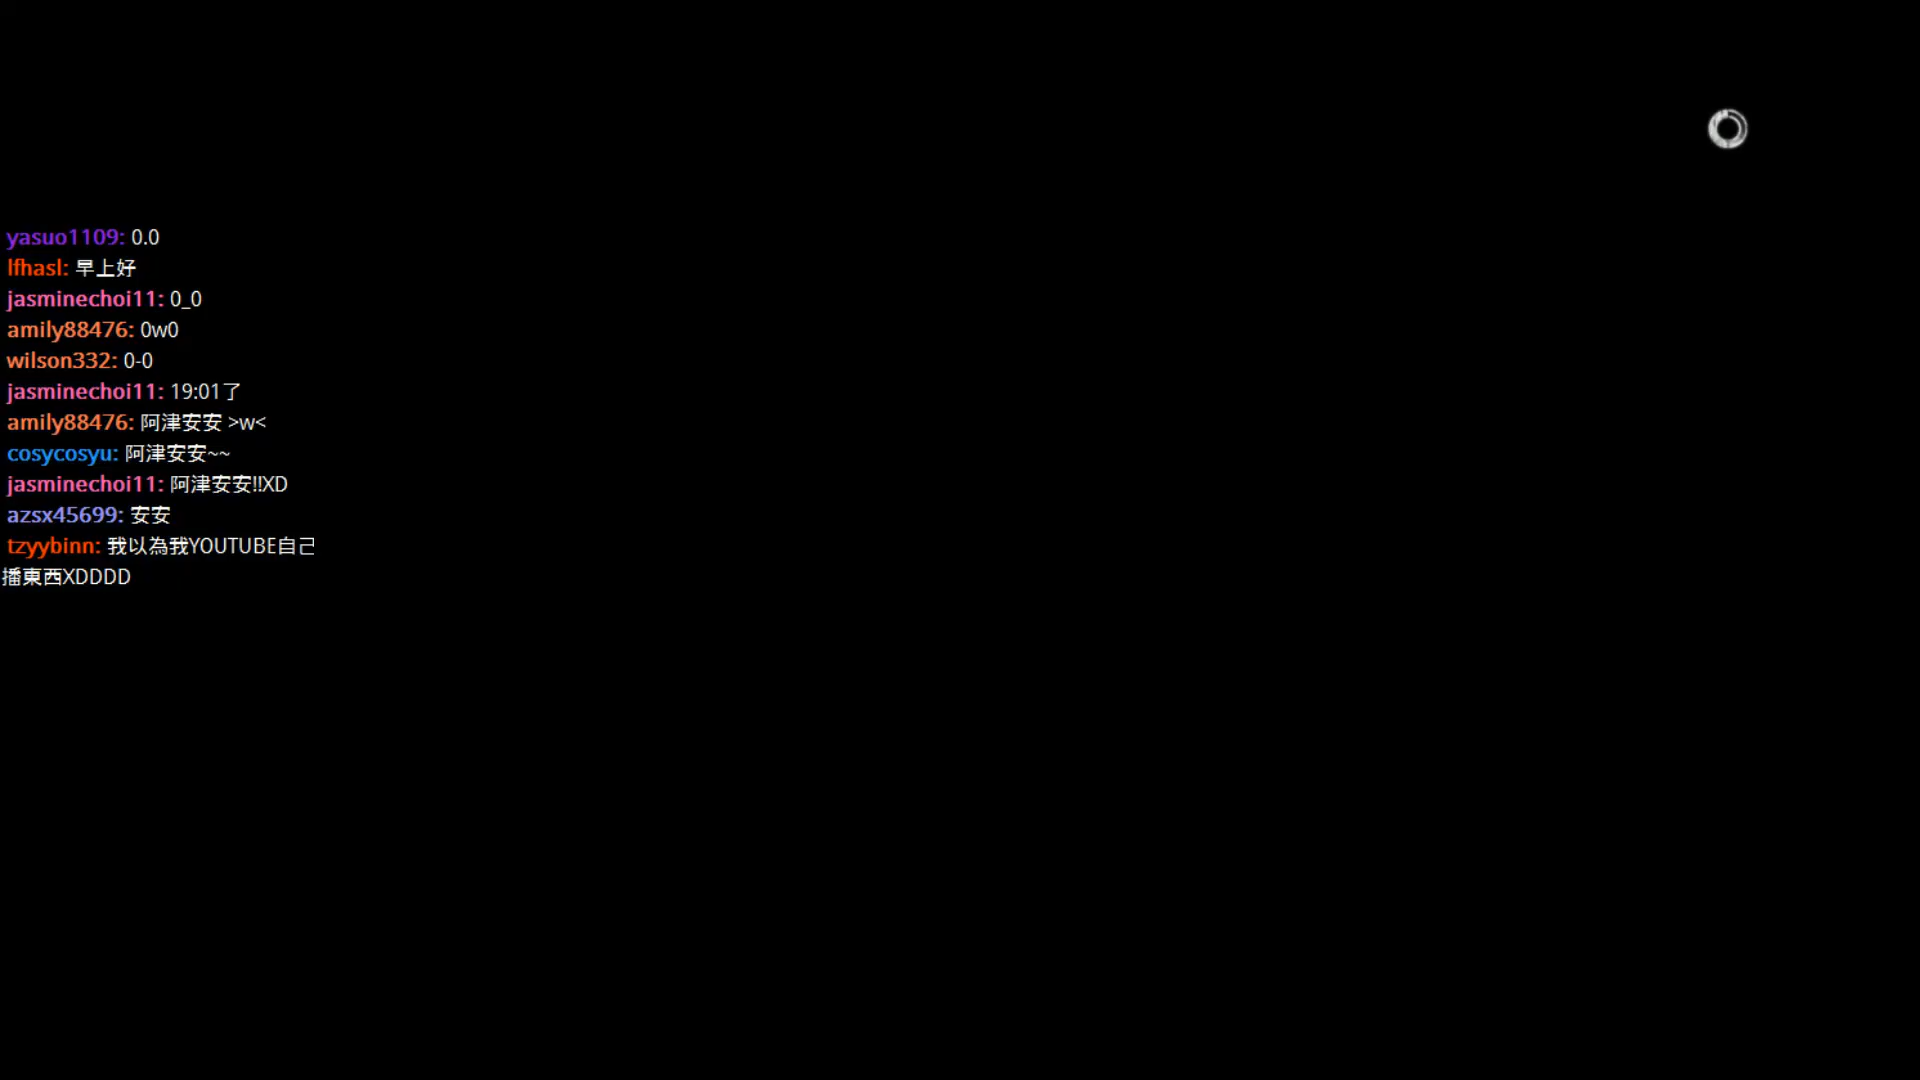 yasuo1109: 0.0
lfhasl: 早上好
jasminechoi11: 0_0
amily88476: 0w0
wilson332: 0-0
jasminechoi11: 19:01了
amily88476: 阿津安安 >w<
cosycosyu: 阿津安安~~
jasminechoi11: 阿津安安!!XD
azsx45699: 安安
tzyybinn: 我以為我YOUTUBE自己
播東西XDDDD